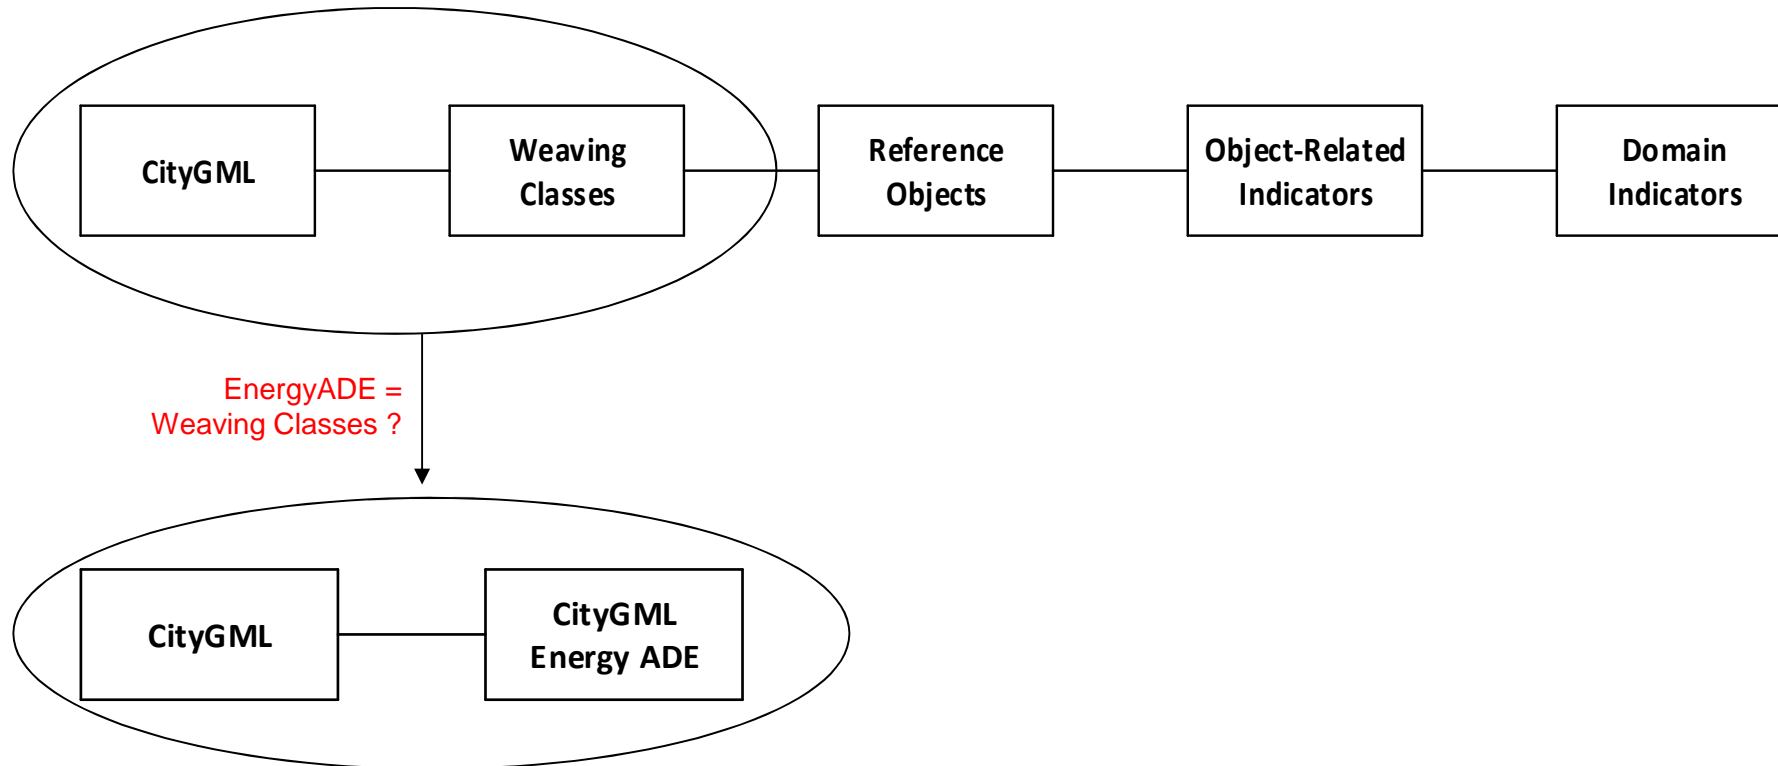 CityGML
Weaving
Classes
Reference
Objects
Object-Related
Indicators
Domain
Indicators
EnergyADE =
Weaving Classes ?
CityGML
CityGML
Energy ADE